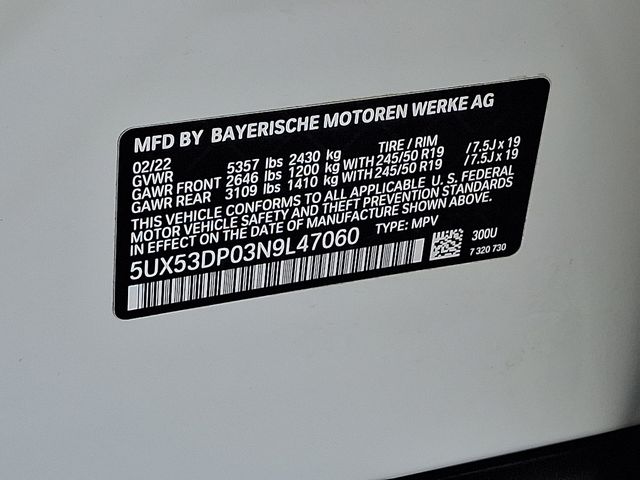 MFD BY BAYERISCHE MOTOREN WERKE AG
02/22 TIRE / RIM
GVWR 5357 lbs 2430 kg
GAWR FRONT 2646 lbs 1200 kg WITH 245/50 R19 / 7.5J x 19
GAWR REAR 3109 lbs 1410 kg WITH 245/50 R19 / 7.5J x 19
THIS VEHICLE CONFORMS TO ALL APPLICABLE U. S. FEDERAL
MOTOR VEHICLE SAFETY AND THEFT PREVENTION STANDARDS
IN EFFECT ON THE DATE OF MANUFACTURE SHOWN ABOVE.
5UX53DP03N9L47060 TYPE: MPV
300U
7 320 730